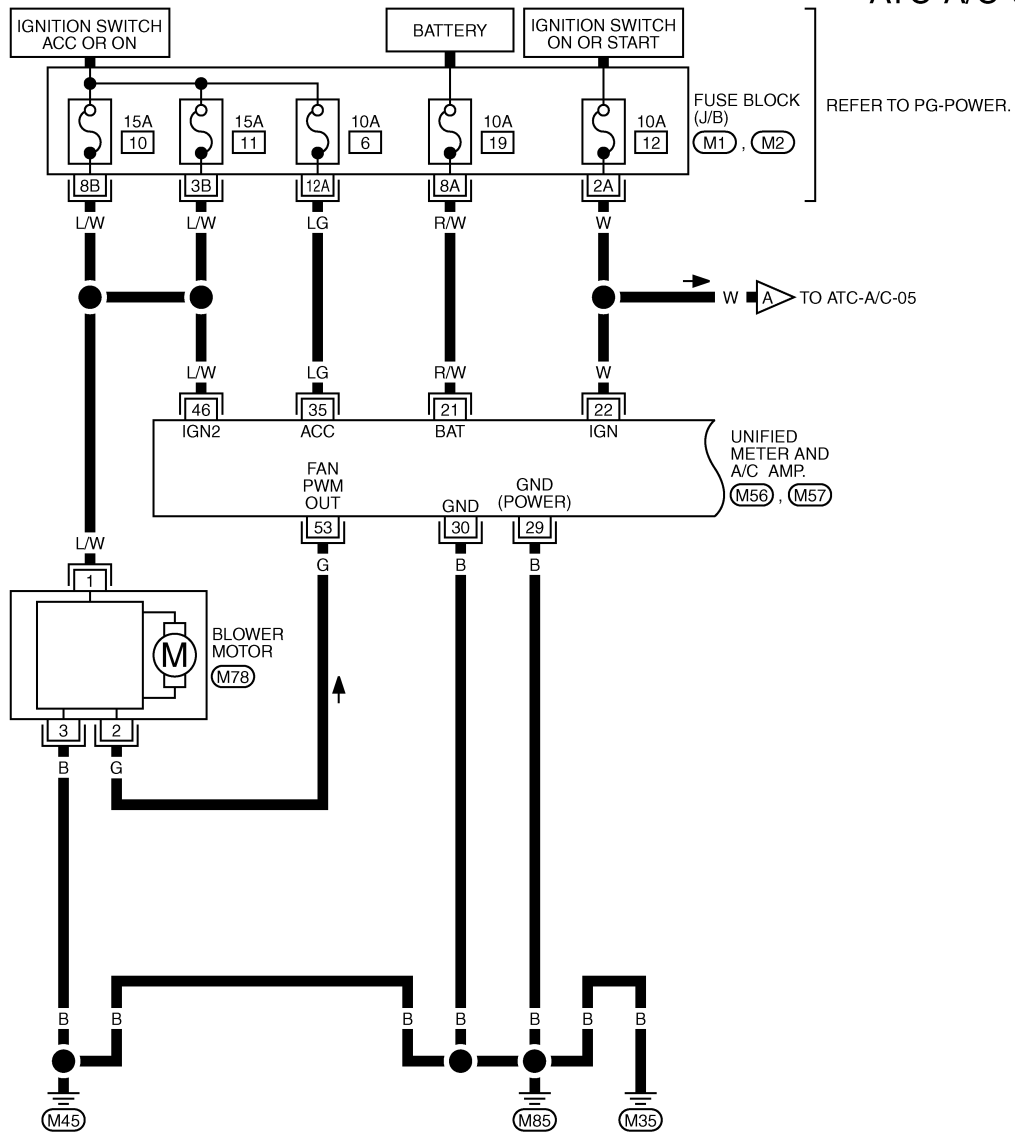 IGNITION SWITCH
ACC OR ON
BATTERY
IGNITION SWITCH
ON OR START
15A
10
15A
11
10A
6
10A
19
10A
12
FUSE BLOCK
(J/B)
M1 , M2
REFER TO PG-POWER.
8B
3B
12A
8A
2A
L/W
L/W
LG
R/W
W
W
A
TO ATC-A/C-05
L/W
LG
R/W
W
46
35
21
22
IGN2
ACC
BAT
IGN
UNIFIED
METER AND
A/C AMP.
M56 , M57
FAN
PWM
OUT
GND
GND
(POWER)
53
30
29
L/W
G
B
B
1
M
BLOWER
MOTOR
M78
3
2
B
G
B
B
B
B
B
B
B
M45
M85
M35